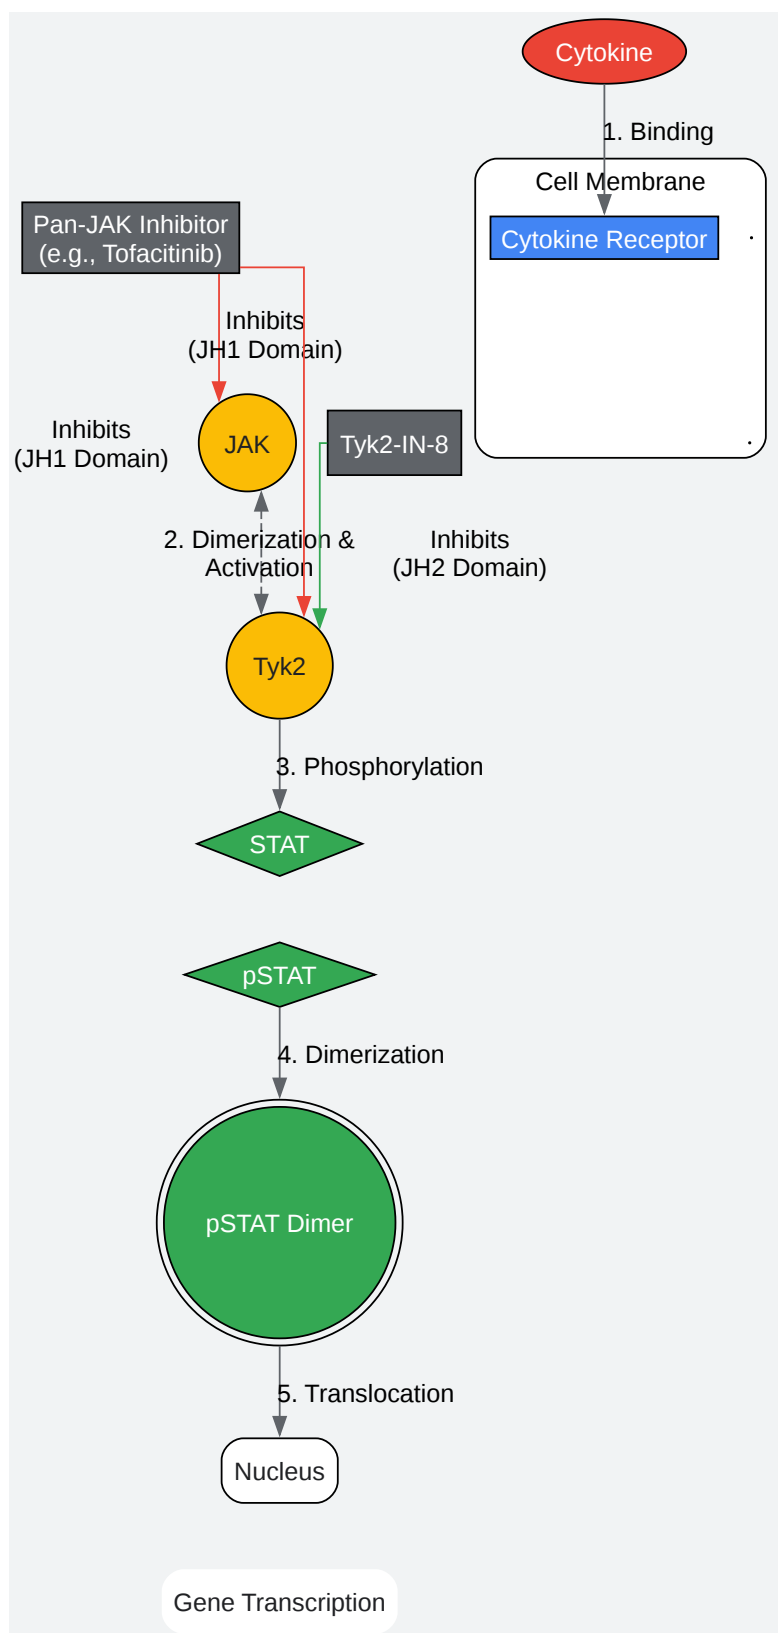 Cytokine
1. Binding
Cell Membrane
Cytokine Receptor
Pan-JAK Inhibitor
(e.g., Tofacitinib)
Inhibits
(JH1 Domain)
Inhibits
(JH1 Domain)
JAK
Tyk2-IN-8
2. Dimerization &
Activation
Inhibits
(JH2 Domain)
Tyk2
3. Phosphorylation
STAT
pSTAT
4. Dimerization
pSTAT Dimer
5. Translocation
Nucleus
Gene Transcription